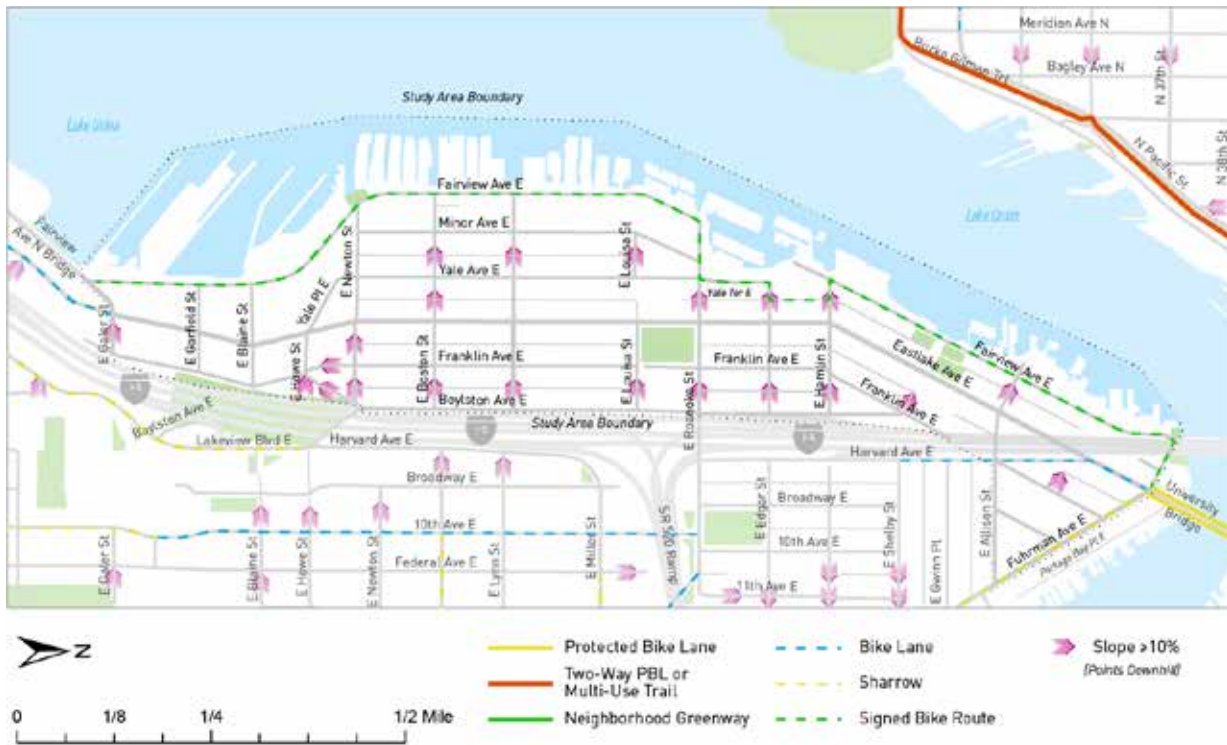 Meridian Ave N
Burke Gilman Trl
Bagley Ave N
N 37th St
N Pacific St
N 38th St
Study Area Boundary
Lake Union
Lake Union
Fairview Ave E
Minor Ave E
Fairview
Ave N Bridge
E Newton St
E Louisa St
Yale Ave E
Yale Ter E
Yale Pl E
E Galer St
E Garfield St
E Blaine St
E Howe St
E Boston St
E Louisa St
E Roanoke St
E Hamlin St
Franklin Ave E
Franklin Ave E
Eastlake Ave E
Fairview Ave E
Franklin Ave E
Boylston Ave E
Boylston Ave E
Study Area Boundary
Lakeview Blvd E
Harvard Ave E
Harvard Ave E
Broadway E
Broadway E
University
Bridge
10th Ave E
10th Ave E
Federal Ave E
11th Ave E
E Galer St
E Blaine St
E Howe St
E Newton St
E Lynn St
E Miller St
SR 520 Ramp
E Edgar St
E Shelby St
E Gwinn Pl
E Allison St
Fuhrman Ave E
Portage Bay Pl E
N
0 1/8 1/4 1/2 Mile
Protected Bike Lane
Two-Way PBL or
Multi-Use Trail
Neighborhood Greenway
Bike Lane
Sharrow
Signed Bike Route
Slope >10%
(Points Downhill)